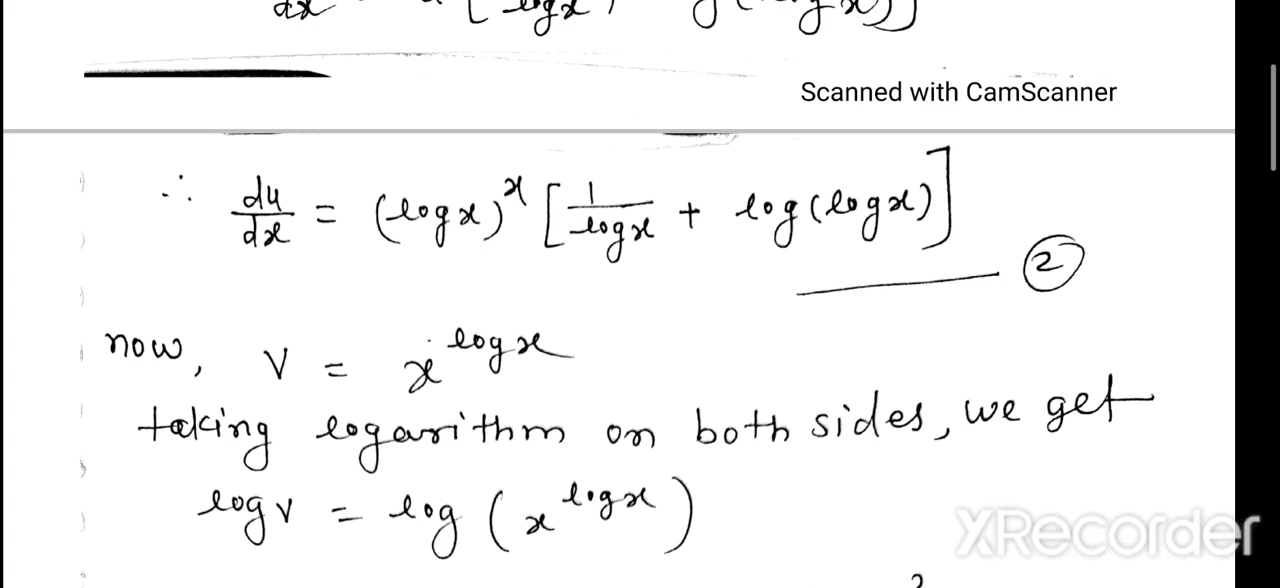 Scanned with CamScanner
∴ du/dx = (log x)^x [1/log x + log(log x)]
2
now, V = x^log x
taking logarithm on both sides, we get
log V = log (x^log x)
XRecorder